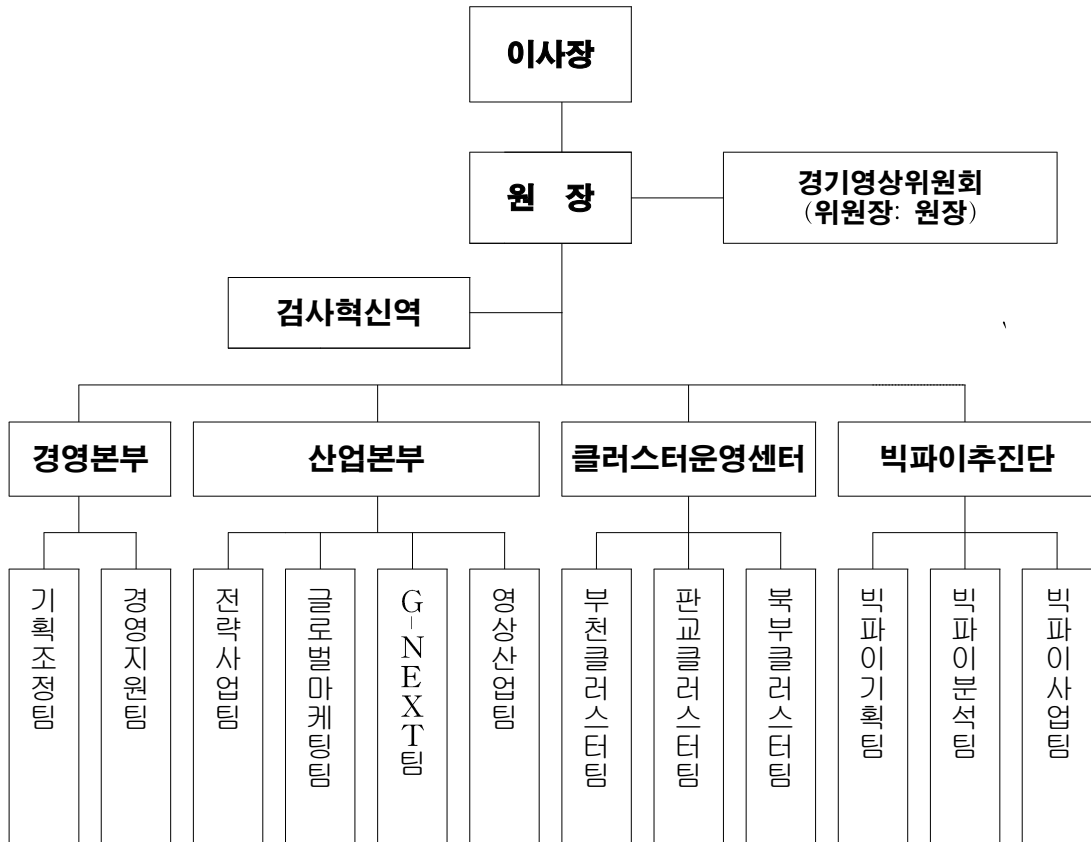 이사장
원 장
경기영상위원회
(위원장: 원장)
검사혁신역
경영본부
산업본부
클러스터운영센터
빅파이추진단
기획조정팀
경영지원팀
전략사업팀
글로벌마케팅팀
G-NEXT팀
영상산업팀
부천클러스터팀
판교클러스터팀
북부클러스터팀
빅파이기획팀
빅파이분석팀
빅파이사업팀